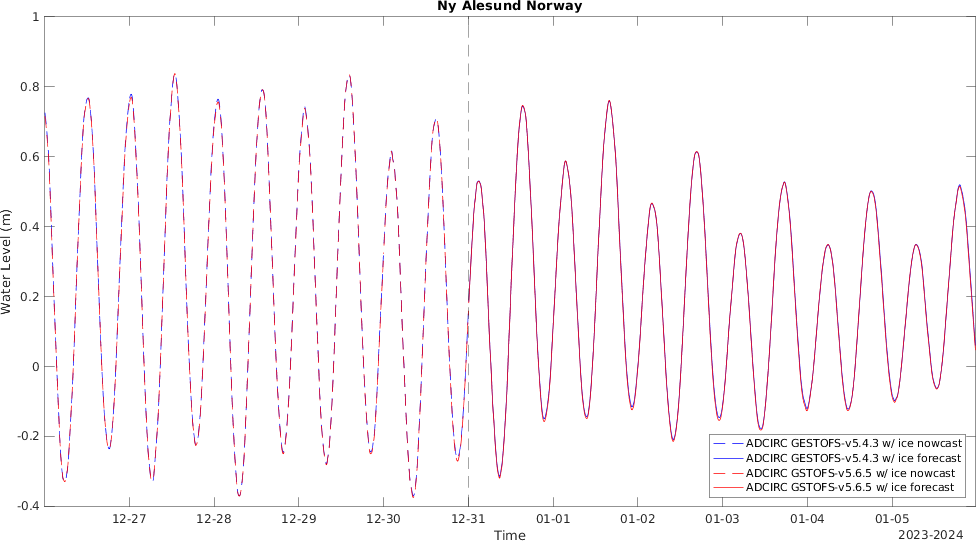 Ny Alesund Norway
1
0.8
0.6
0.4
0.2
0
-0.2
-0.4
Water Level (m)
ADCIRC GESTOFS-v5.4.3 w/ ice nowcast
ADCIRC GESTOFS-v5.4.3 w/ ice forecast
ADCIRC GSTOFS-v5.6.5 w/ ice nowcast
ADCIRC GSTOFS-v5.6.5 w/ ice forecast
12-27 12-28 12-29 12-30 12-31 01-01 01-02 01-03 01-04 01-05
Time
2023-2024